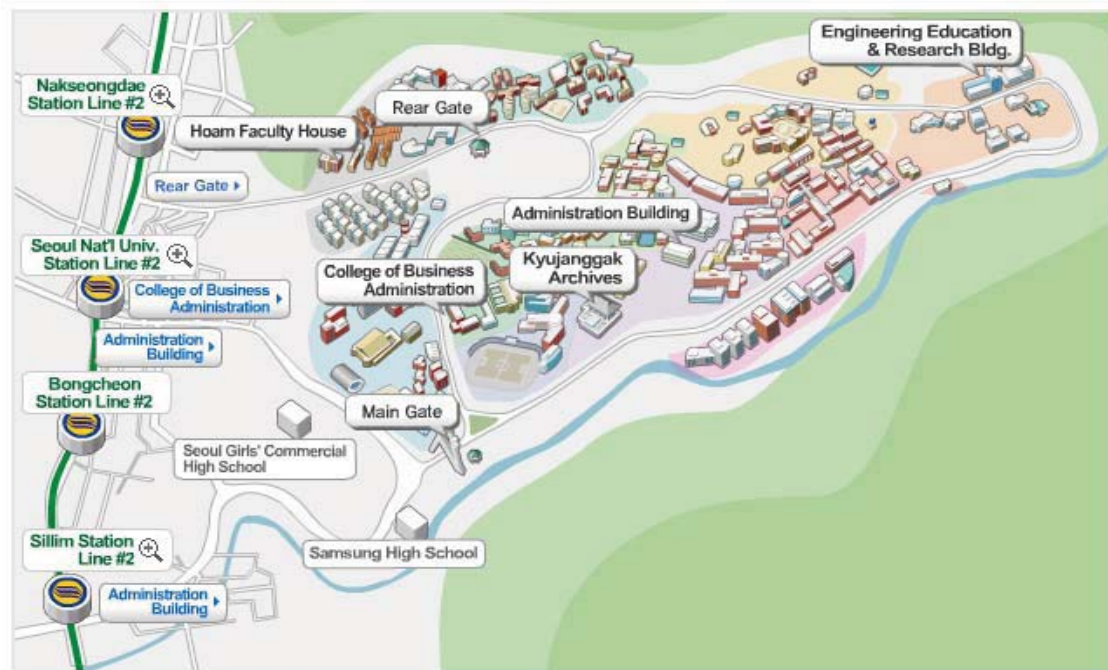 Engineering Education
& Research Bldg.
Nakseongdae
Station Line #2
Rear Gate
Hoam Faculty House
Rear Gate
Administration Building
Seoul Nat'l Univ.
Station Line #2
College of Business
Administration
Kyujanggak
Archives
College of Business
Administration
Administration
Building
Bongcheon
Station Line #2
Main Gate
Seoul Girls' Commercial
High School
Sillim Station
Line #2
Samsung High School
Administration
Building